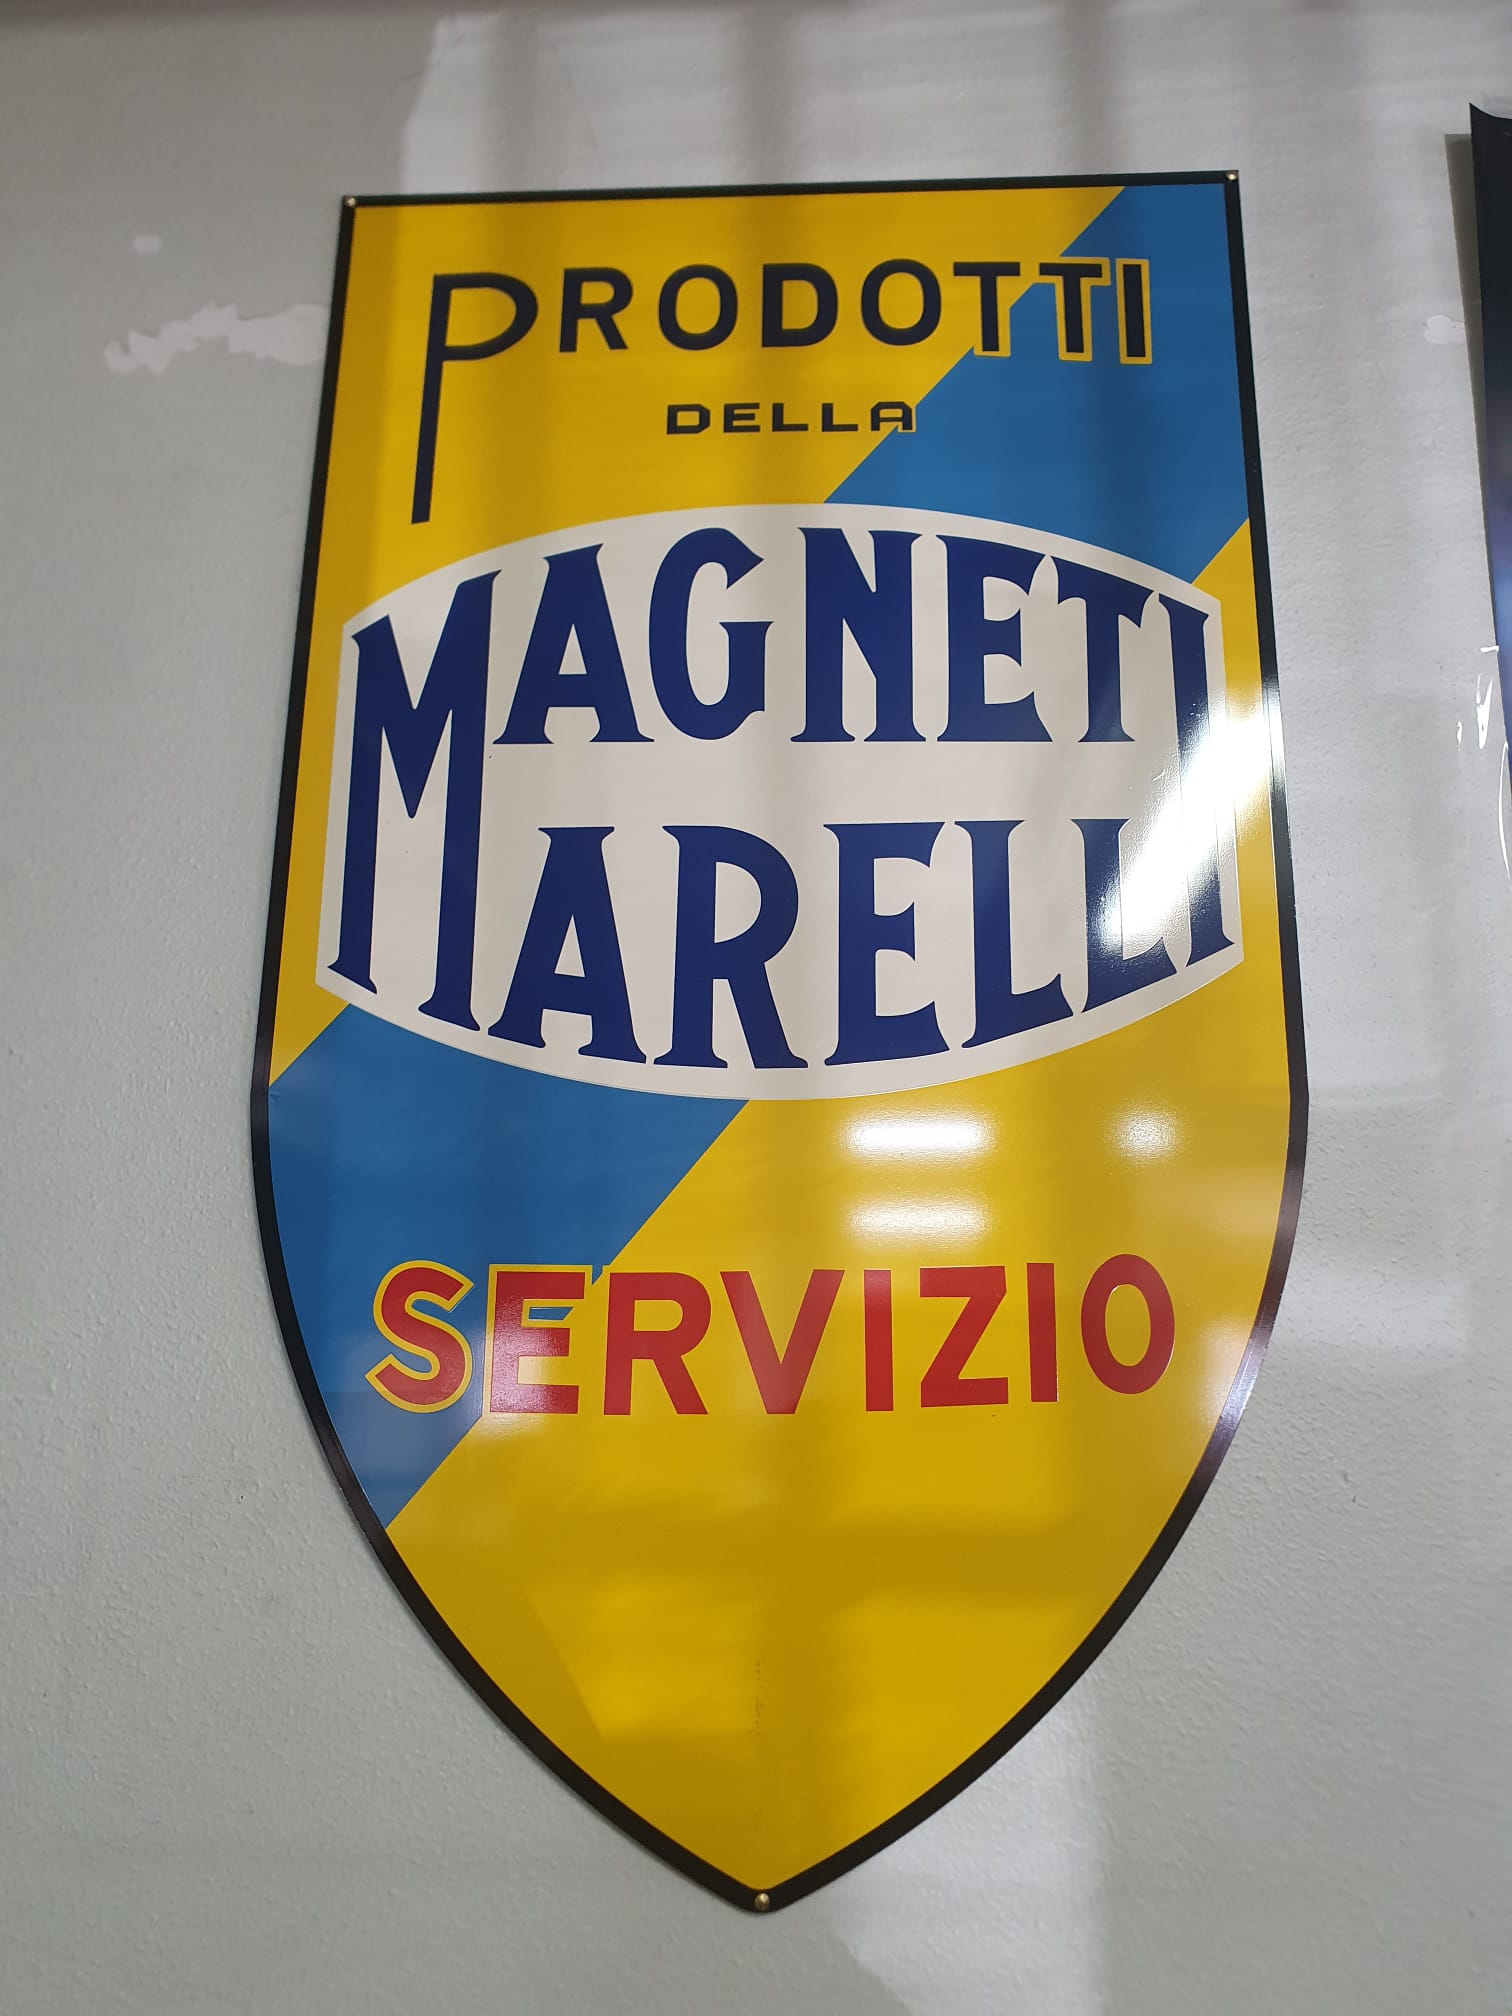 PRODOTTI
DELLA
MAGNETI
MARELLI
SERVIZIO